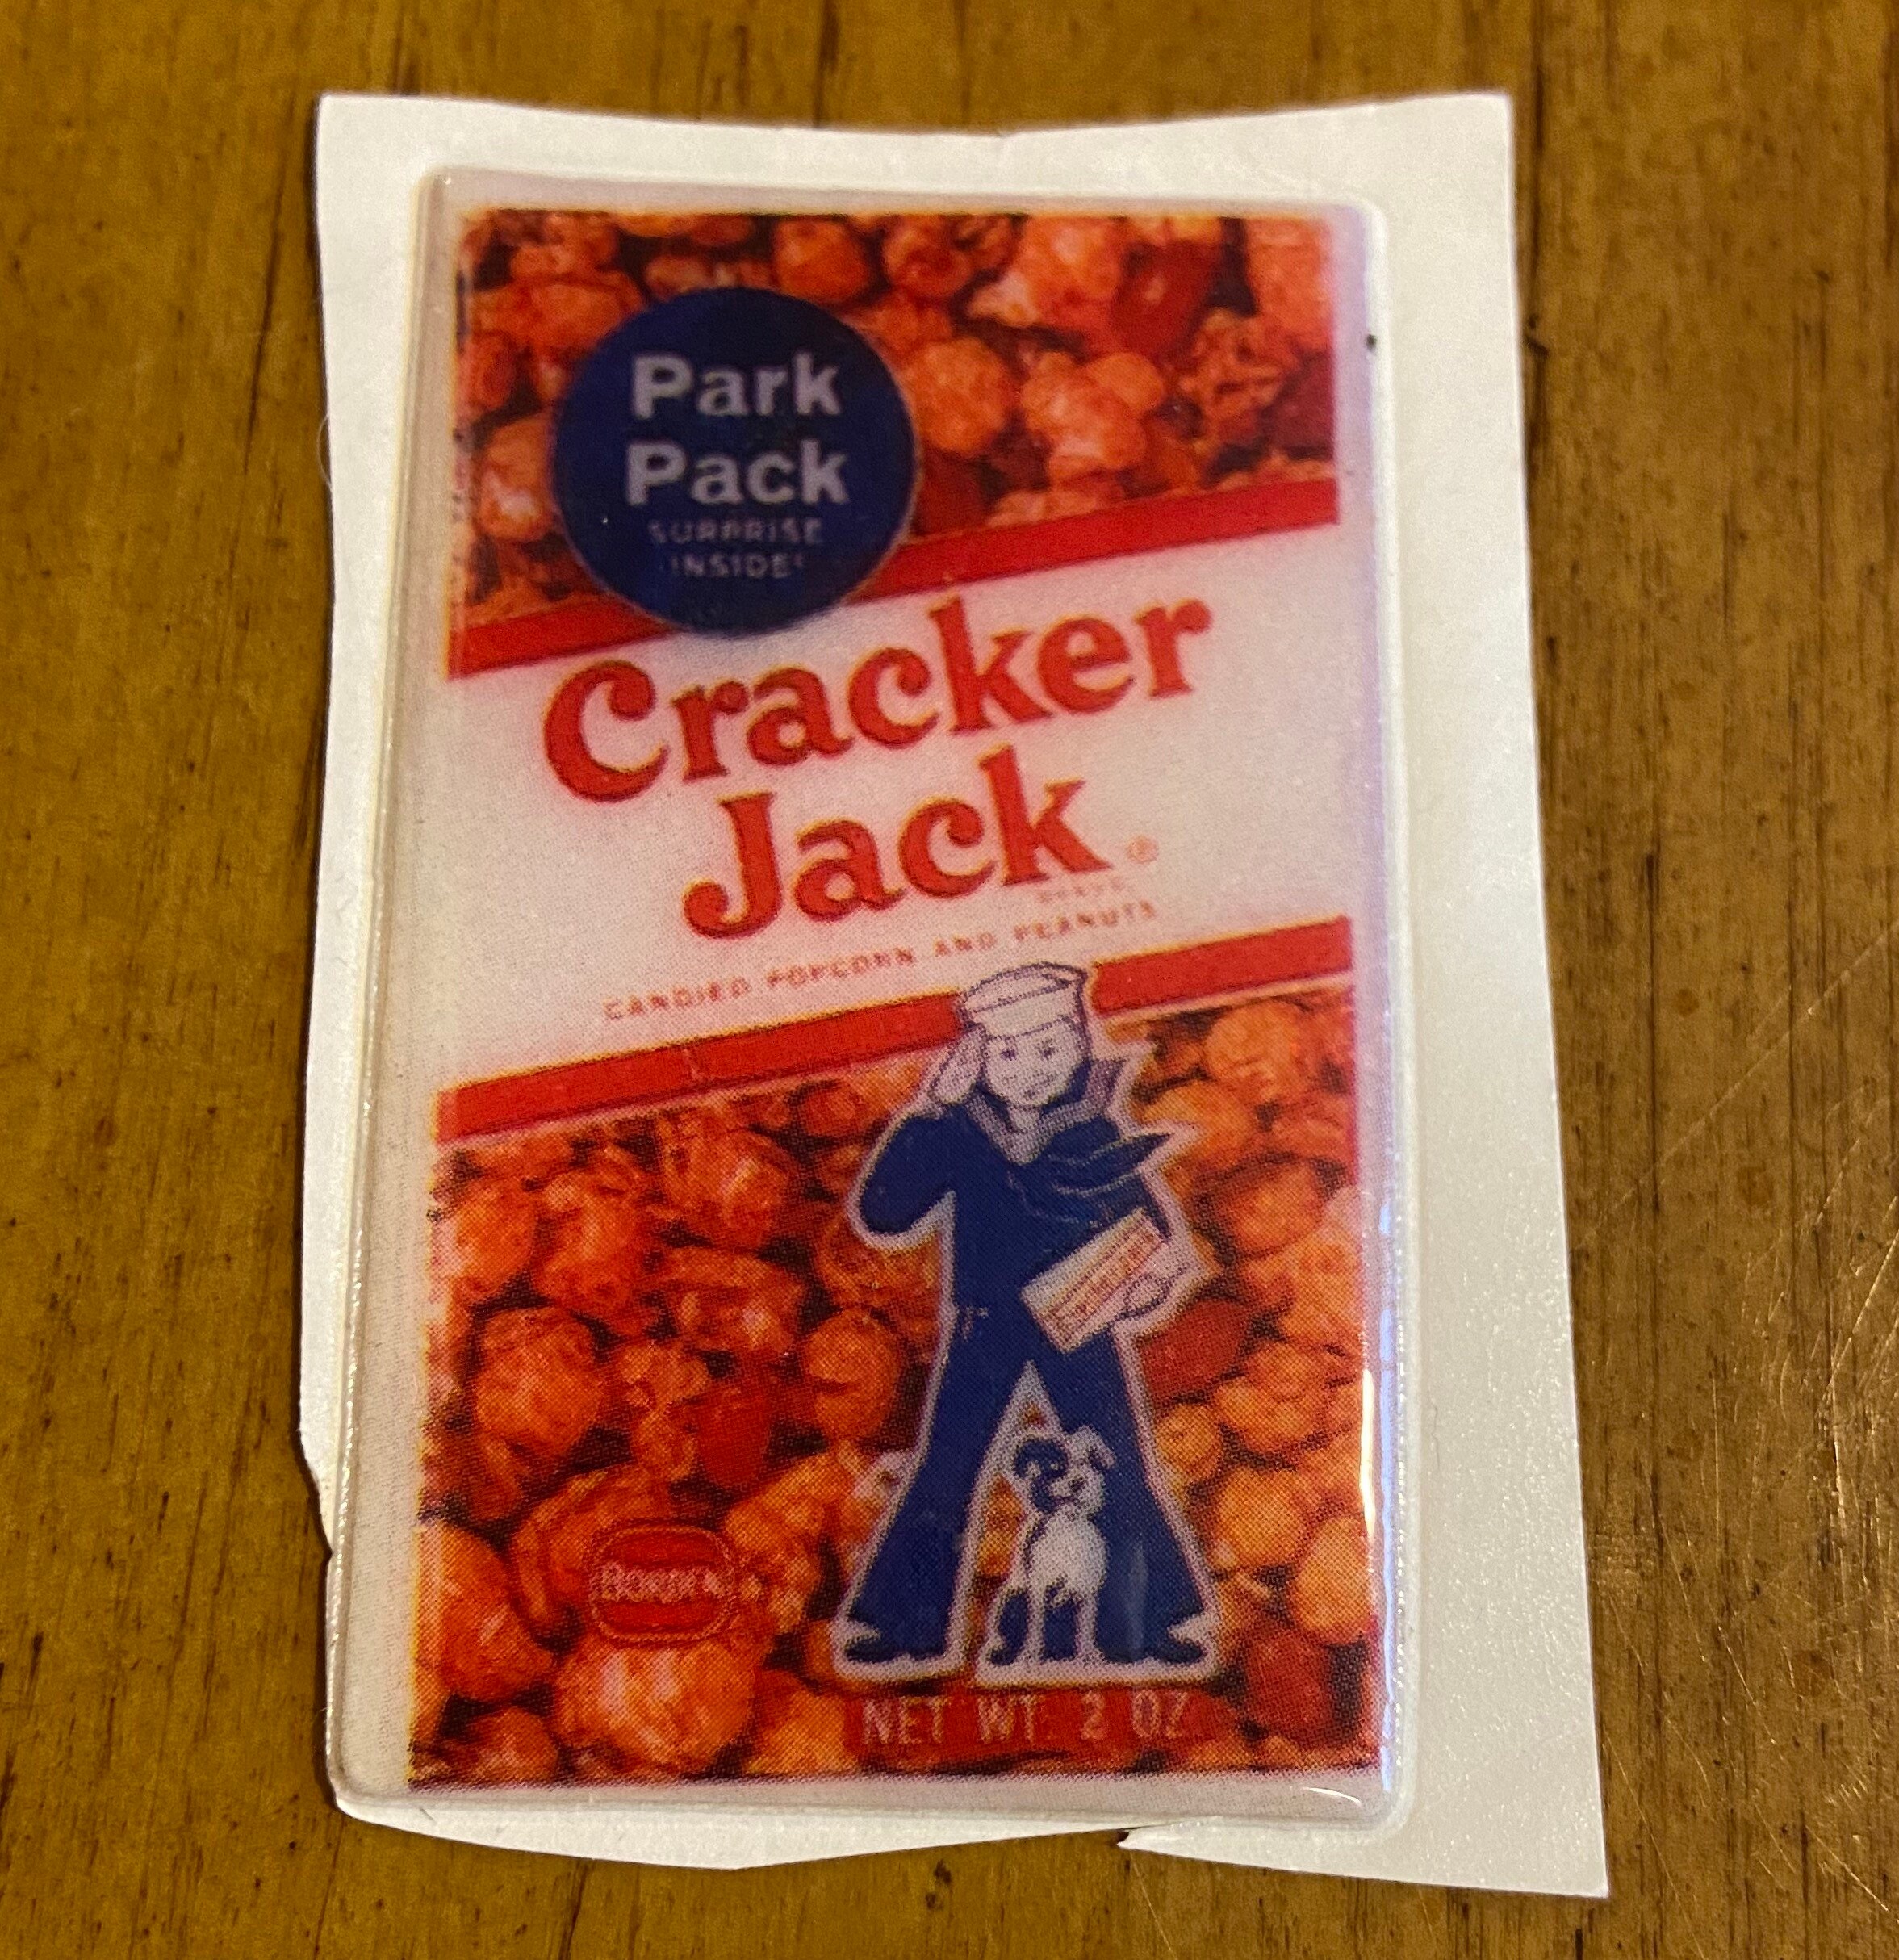 Park
Pack
SURPRISE
INSIDE!
Cracker
Jack®
CANDIED POPCORN AND PEANUTS
BORDEN
NET WT 2 OZ